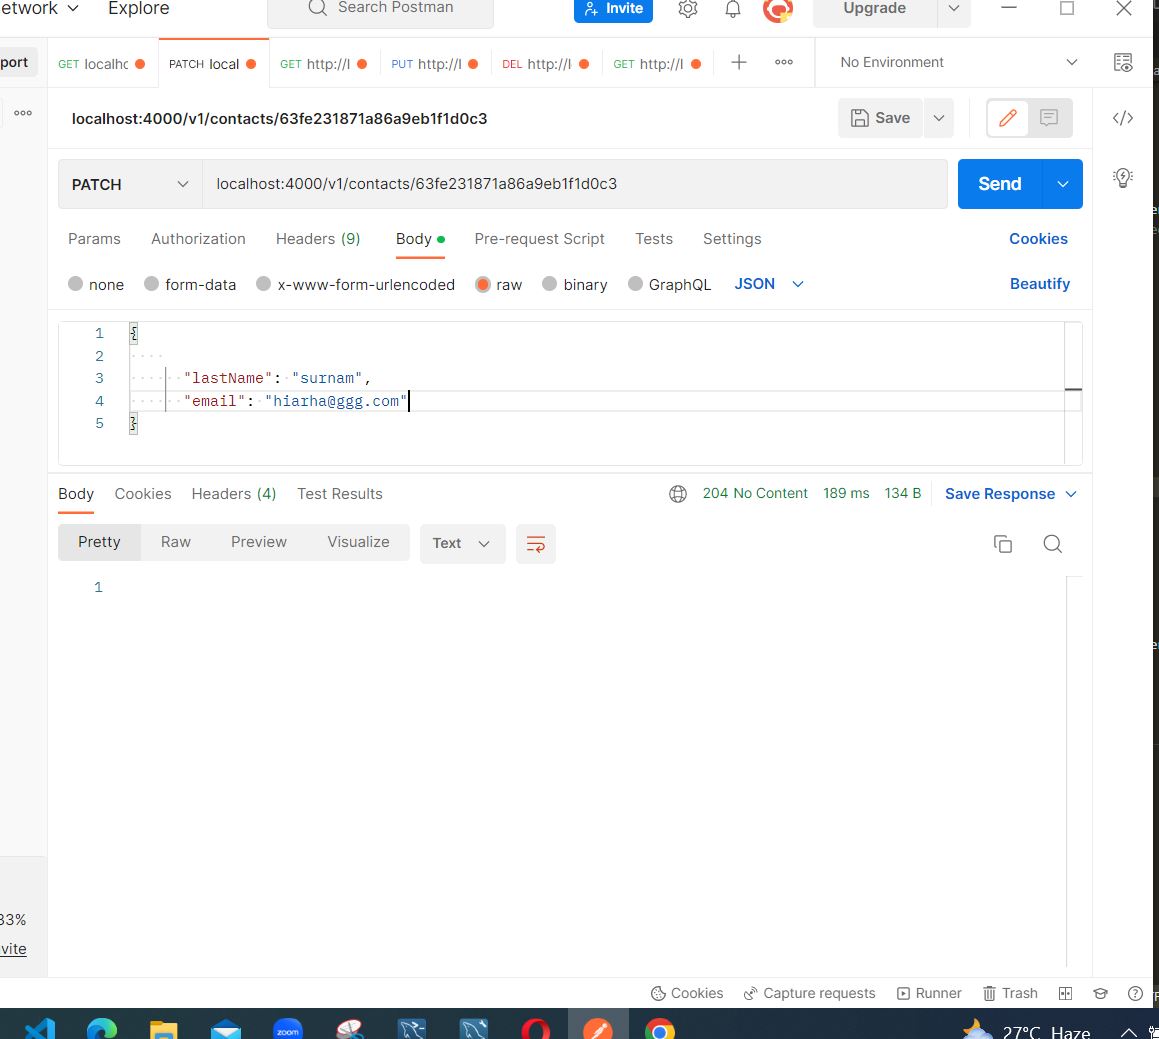 etwork Explore Search Postman Invite Upgrade
port GET localhc PATCH local GET http://l PUT http://l DEL http://l GET http://l No Environment
localhost:4000/v1/contacts/63fe231871a86a9eb1f1d0c3 Save
PATCH localhost:4000/v1/contacts/63fe231871a86a9eb1f1d0c3 Send
Params Authorization Headers (9) Body Pre-request Script Tests Settings Cookies
none form-data x-www-form-urlencoded raw binary GraphQL JSON Beautify
1 {
2
3 "lastName": "surnam",
4 "email": "hiarha@ggg.com"
5 }
Body Cookies Headers (4) Test Results 204 No Content 189 ms 134 B Save Response
Pretty Raw Preview Visualize Text
1
33%
vite
Cookies Capture requests Runner Trash
zoom 27°C Haze